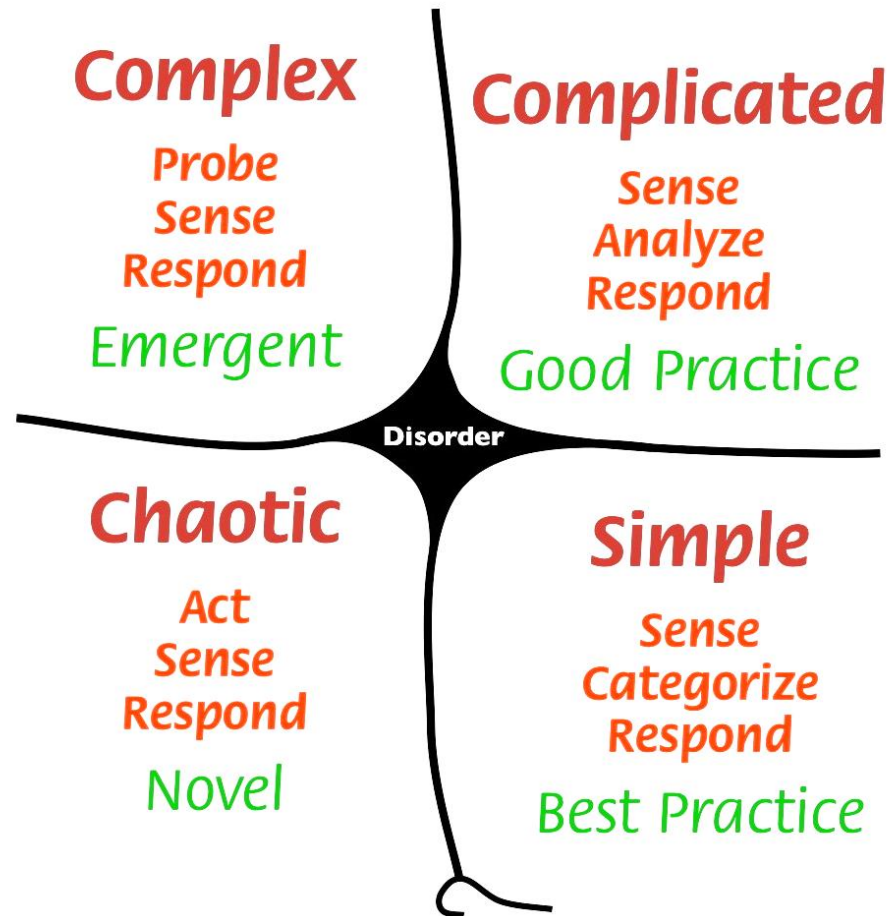 Complex
Probe
Sense
Respond
Emergent
Complicated
Sense
Analyze
Respond
Good Practice
Disorder
Chaotic
Act
Sense
Respond
Novel
Simple
Sense
Categorize
Respond
Best Practice